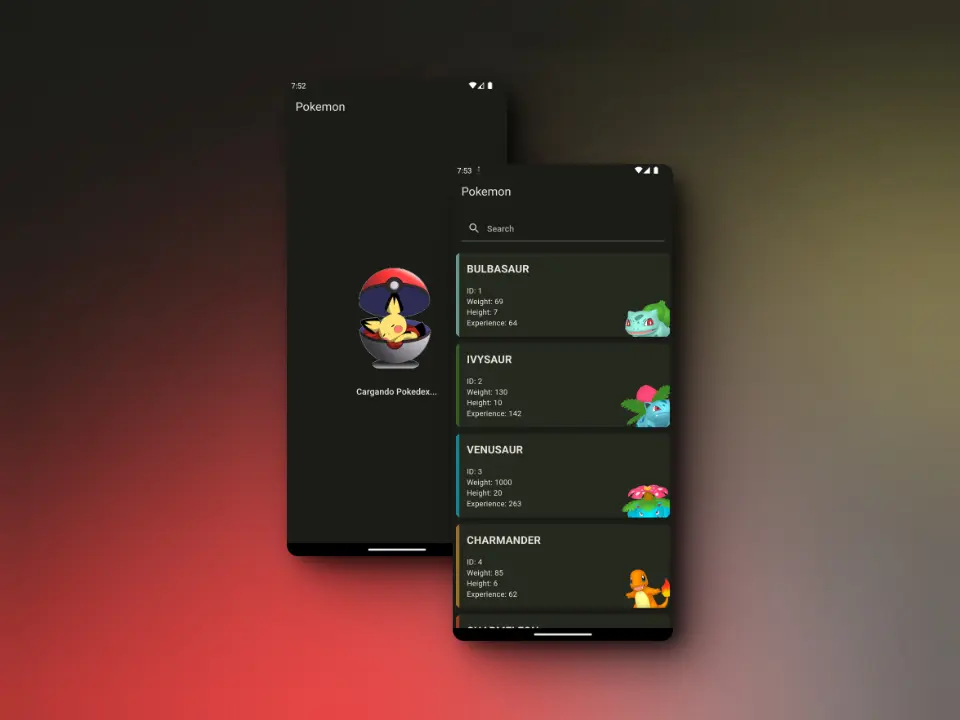 7:52
Pokemon
Cargando Pokedex...
7:53
Pokemon
Search
BULBASAUR
ID: 1
Weight: 69
Height: 7
Experience: 64
IVYSAUR
ID: 2
Weight: 130
Height: 10
Experience: 142
VENUSAUR
ID: 3
Weight: 1000
Height: 20
Experience: 263
CHARMANDER
ID: 4
Weight: 85
Height: 6
Experience: 62
CHARMELEON